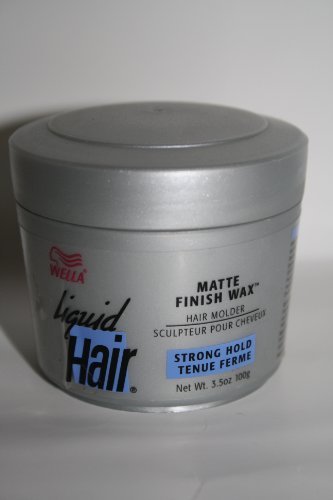 WELLA
Liquid
Hair®
MATTE
FINISH WAX™
HAIR MOLDER
SCULPTEUR POUR CHEVEUX
STRONG HOLD
TENUE FERME
Net Wt. 3.5oz. 100g